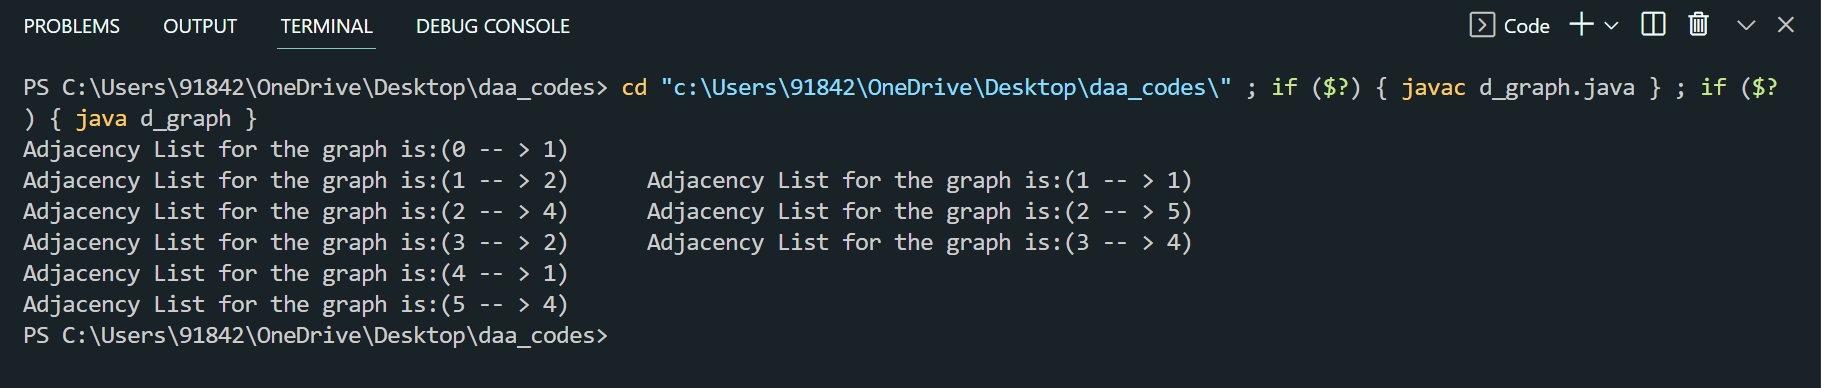 PROBLEMS OUTPUT TERMINAL DEBUG CONSOLE Code
PS C:\Users\91842\OneDrive\Desktop\daa_codes> cd "c:\Users\91842\OneDrive\Desktop\daa_codes\" ; if ($?) { javac d_graph.java } ; if ($?
) { java d_graph }
Adjacency List for the graph is:(0 -- > 1)
Adjacency List for the graph is:(1 -- > 2)      Adjacency List for the graph is:(1 -- > 1)
Adjacency List for the graph is:(2 -- > 4)      Adjacency List for the graph is:(2 -- > 5)
Adjacency List for the graph is:(3 -- > 2)      Adjacency List for the graph is:(3 -- > 4)
Adjacency List for the graph is:(4 -- > 1)
Adjacency List for the graph is:(5 -- > 4)
PS C:\Users\91842\OneDrive\Desktop\daa_codes>